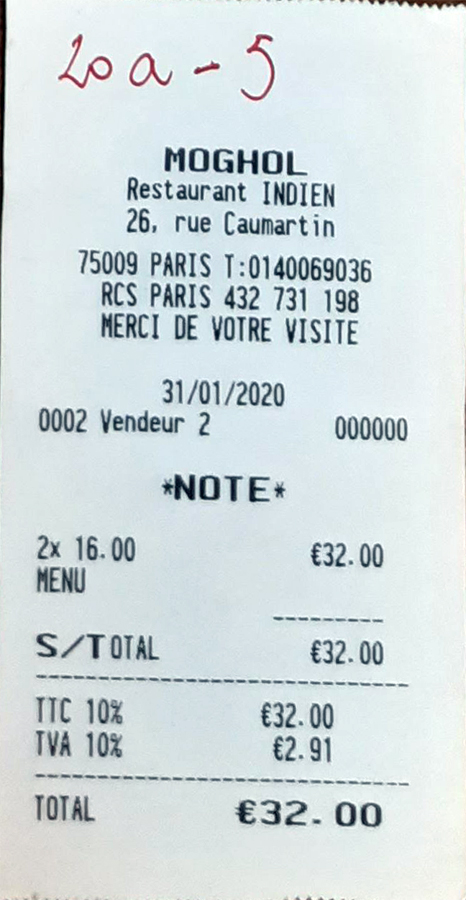 20 a - 5
MOGHOL
Restaurant INDIEN
26, rue Caumartin
75009 PARIS T:0140069036
RCS PARIS 432 731 198
MERCI DE VOTRE VISITE
31/01/2020
0002 Vendeur 2 000000
*NOTE*
2x 16.00 €32.00
MENU
S/TOTAL €32.00
TTC 10% €32.00
TVA 10% €2.91
TOTAL €32.00